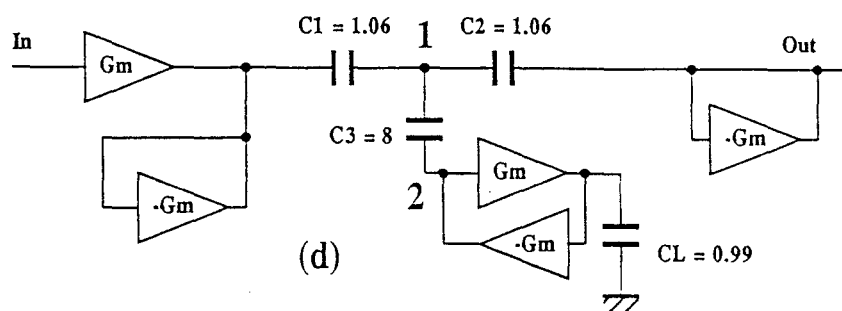 C1 = 1.06
1
C2 = 1.06
In
Out
Gm
C3 = 8
-Gm
Gm
-Gm
2
-Gm
(d)
CL = 0.99